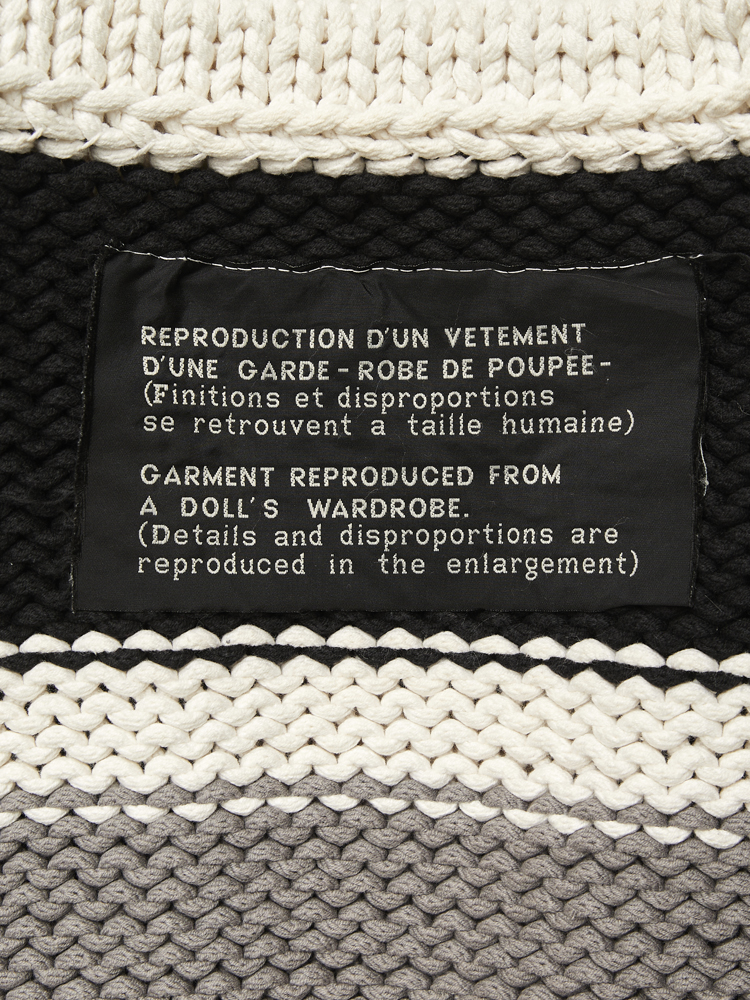 REPRODUCTION D'UN VETEMENT
D'UNE GARDE-ROBE DE POUPÉE-
(Finitions et disproportions
se retrouvent a taille humaine)
GARMENT REPRODUCED FROM
A DOLL'S WARDROBE.
(Details and disproportions are
reproduced in the enlargement)